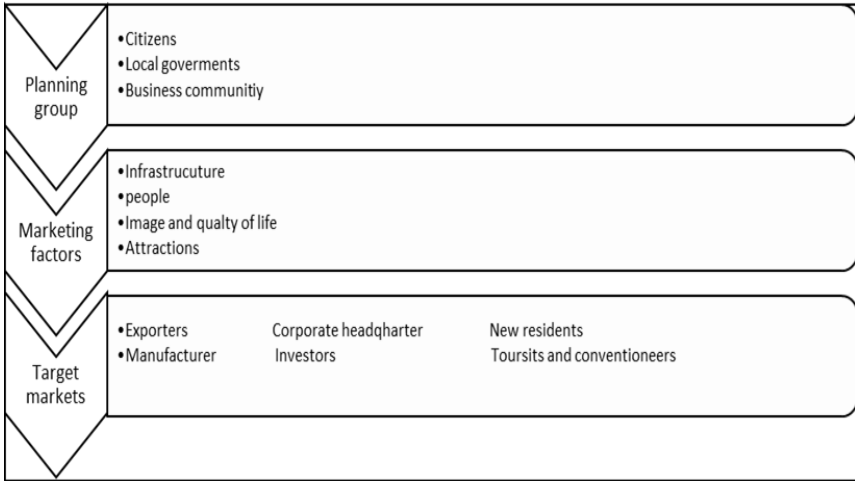 Planning
group
•Citizens
•Local goverments
•Business communitiy
Marketing
factors
•Infrastrucuture
•people
•Image and qualty of life
•Attractions
Target
markets
•Exporters Corporate headqharter New residents
•Manufacturer Investors Toursits and conventioneers